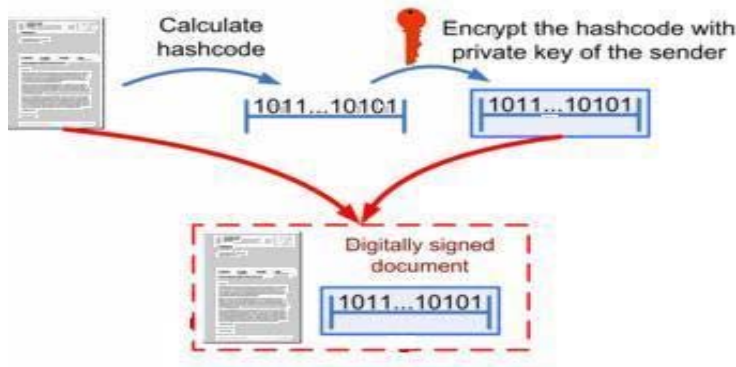 Calculate
hashcode
Encrypt the hashcode with
private key of the sender
1011...10101
1011...10101
Digitally signed
document
1011...10101